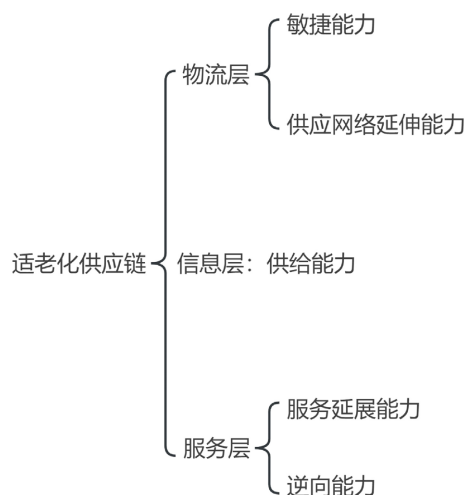 敏捷能力
物流层
供应网络延伸能力
适老化供应链
信息层：供给能力
服务延展能力
服务层
逆向能力